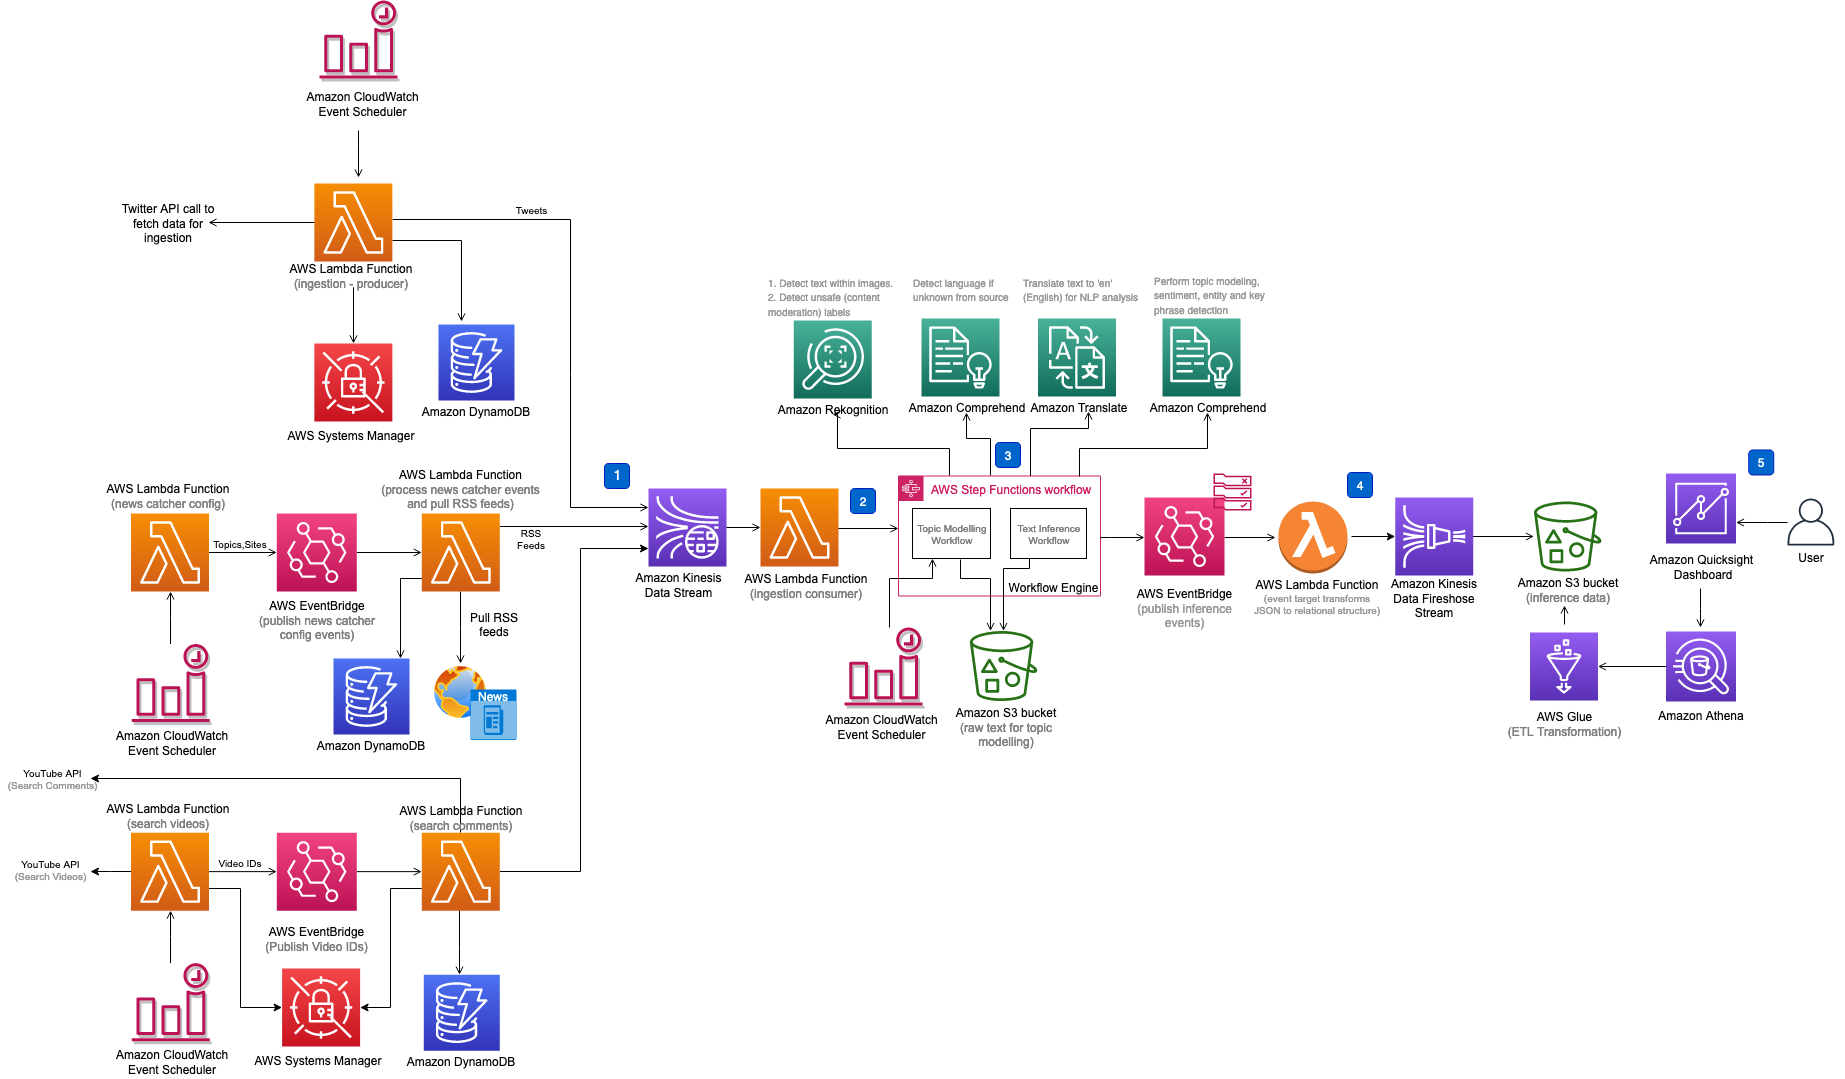 Amazon CloudWatch
Event Scheduler
Twitter API call to
fetch data for
ingestion
Tweets
AWS Lambda Function
(ingestion - producer)
Amazon DynamoDB
AWS Systems Manager
AWS Lambda Function
(news catcher config)
Topics,Sites
AWS EventBridge
(publish news catcher
config events)
AWS Lambda Function
(process news catcher events
and pull RSS feeds)
RSS
Feeds
Pull RSS
feeds
News
Amazon DynamoDB
Amazon CloudWatch
Event Scheduler
YouTube API
(Search Comments)
AWS Lambda Function
(search videos)
YouTube API
(Search Videos)
Video IDs
AWS EventBridge
(Publish Video IDs)
AWS Lambda Function
(search comments)
Amazon CloudWatch
Event Scheduler
AWS Systems Manager
Amazon DynamoDB
1
Amazon Kinesis
Data Stream
AWS Lambda Function
(ingestion consumer)
2
1. Detect text within images.
2. Detect unsafe (content
moderation) labels
Amazon Rekognition
Detect language if
unknown from source
Amazon Comprehend
Translate text to 'en'
(English) for NLP analysis
A
文
Amazon Translate
Perform topic modeling,
sentiment, entity and key
phrase detection
Amazon Comprehend
3
AWS Step Functions workflow
Topic Modelling
Workflow
Text Inference
Workflow
Workflow Engine
Amazon CloudWatch
Event Scheduler
Amazon S3 bucket
(raw text for topic
modelling)
AWS EventBridge
(publish inference
events)
4
AWS Lambda Function
(event target transforms
JSON to relational structure)
Amazon Kinesis
Data Fireshose
Stream
Amazon S3 bucket
(inference data)
AWS Glue
(ETL Transformation)
5
Amazon Quicksight
Dashboard
User
Amazon Athena